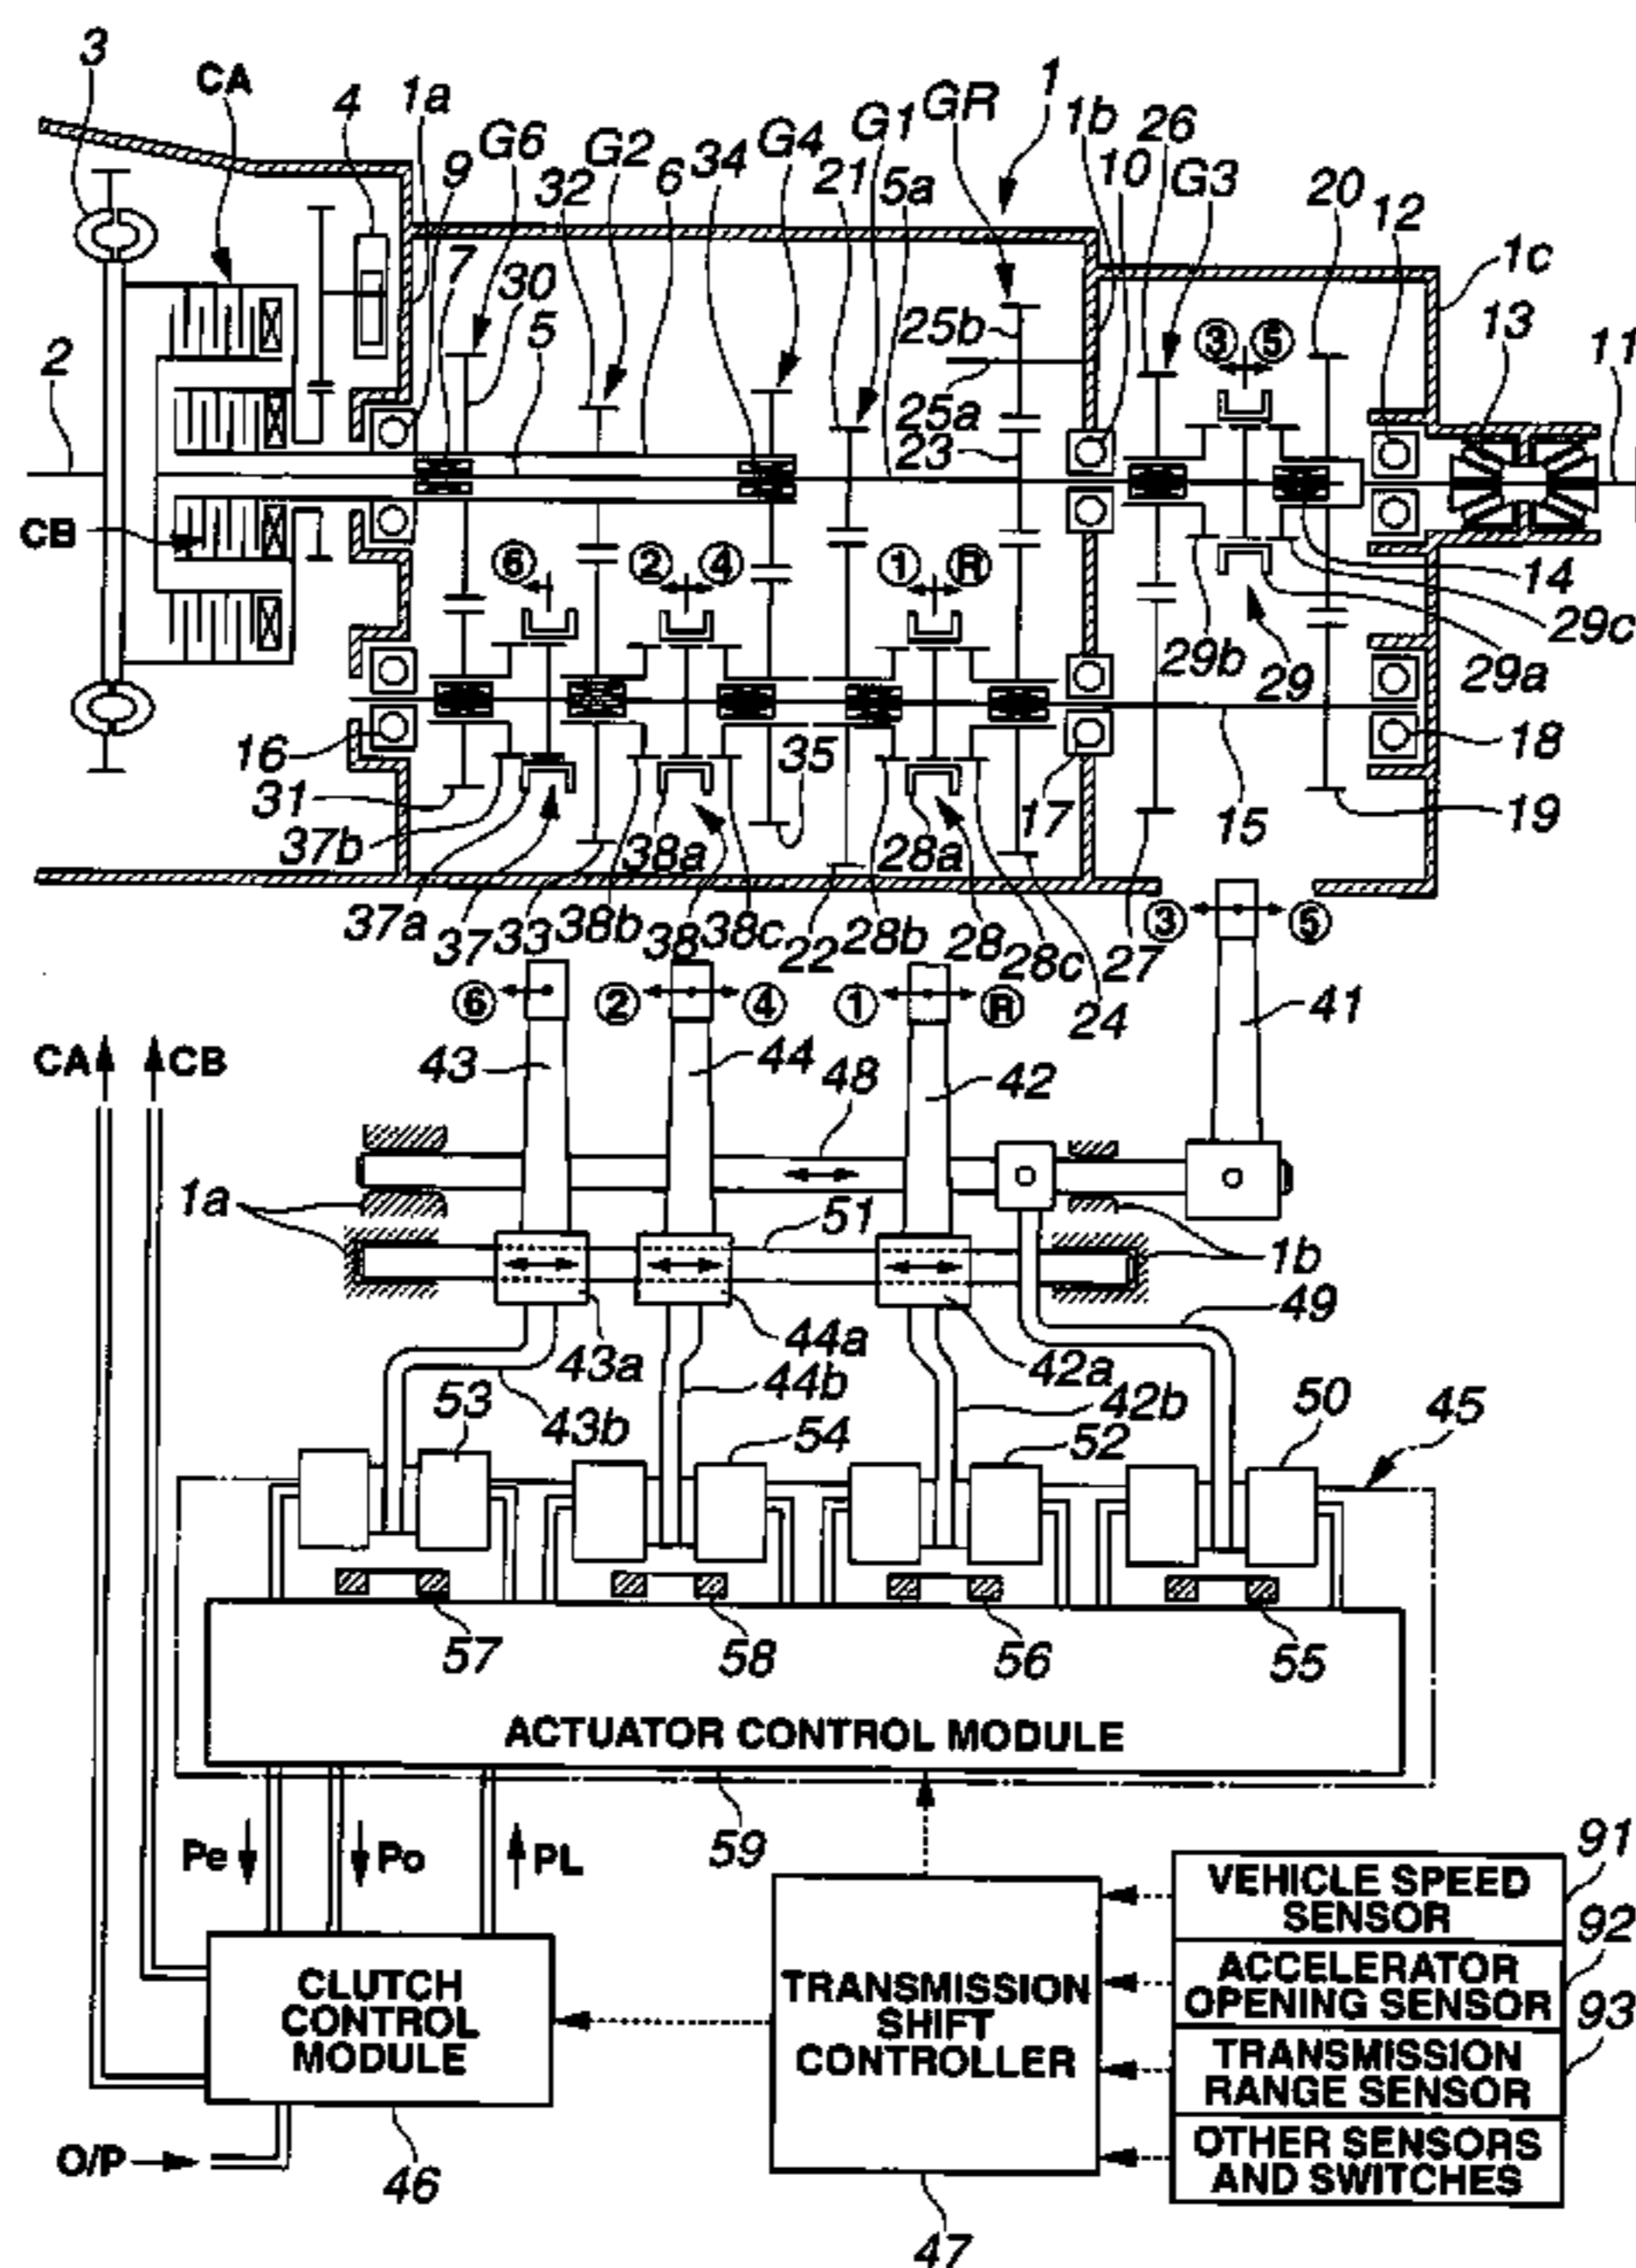 3
CA
4
1a
9
G6
32
G2
6
34
G4
21
G1
5a
GR
1
1b
10
26
G3
20
12
1c
13
11
2
7
30
5
25b
25a
23
3
5
CB
6
2
4
1
R
14
29c
29b
29
29a
16
31
37b
37a
37
33
38b
38a
38
38c
35
22
28b
28a
28
28c
17
24
27
15
18
19
3
5
6
2
4
1
R
41
CA
CB
43
44
48
42
1a
51
1b
49
43a
44a
42a
53
43b
44b
54
42b
52
50
45
57
58
56
55
ACTUATOR CONTROL MODULE
59
Pe
Po
PL
91
VEHICLE SPEED
SENSOR
92
ACCELERATOR
OPENING SENSOR
93
TRANSMISSION
RANGE SENSOR
OTHER SENSORS
AND SWITCHES
CLUTCH
CONTROL
MODULE
TRANSMISSION
SHIFT
CONTROLLER
O/P
46
47